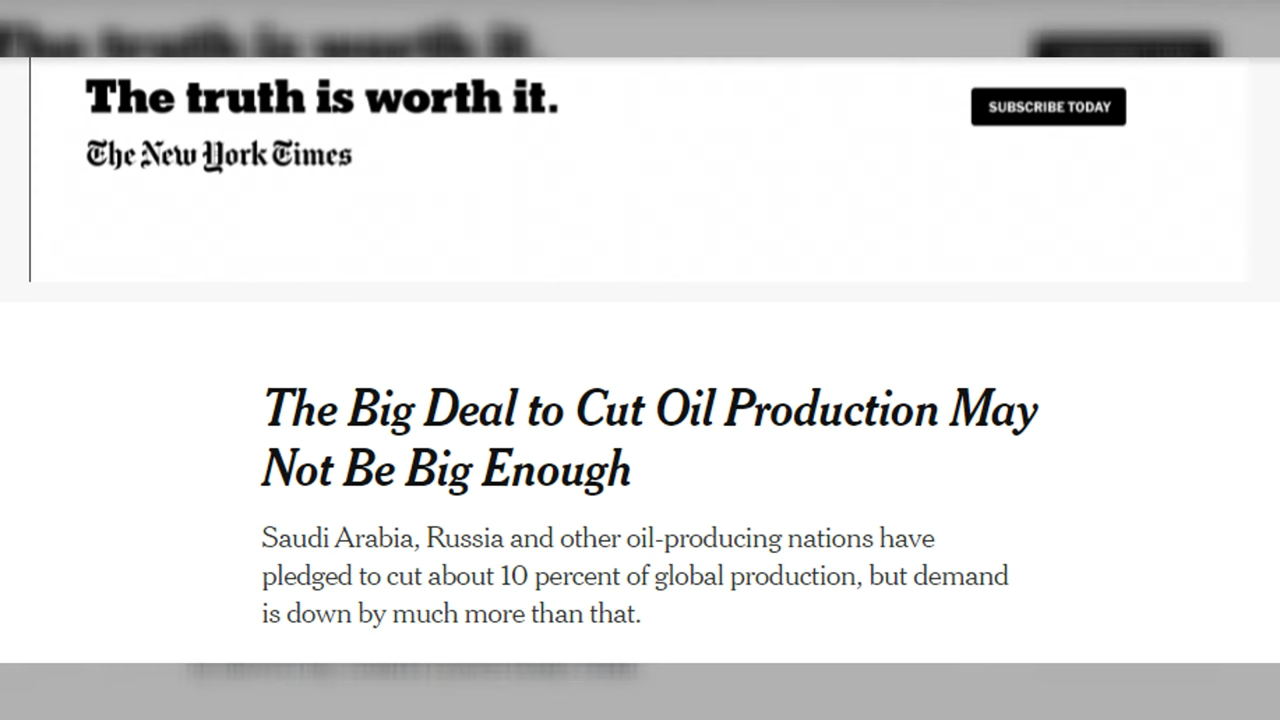 The truth is worth it.
SUBSCRIBE TODAY
The New York Times
The Big Deal to Cut Oil Production May
Not Be Big Enough
Saudi Arabia, Russia and other oil-producing nations have
pledged to cut about 10 percent of global production, but demand
is down by much more than that.